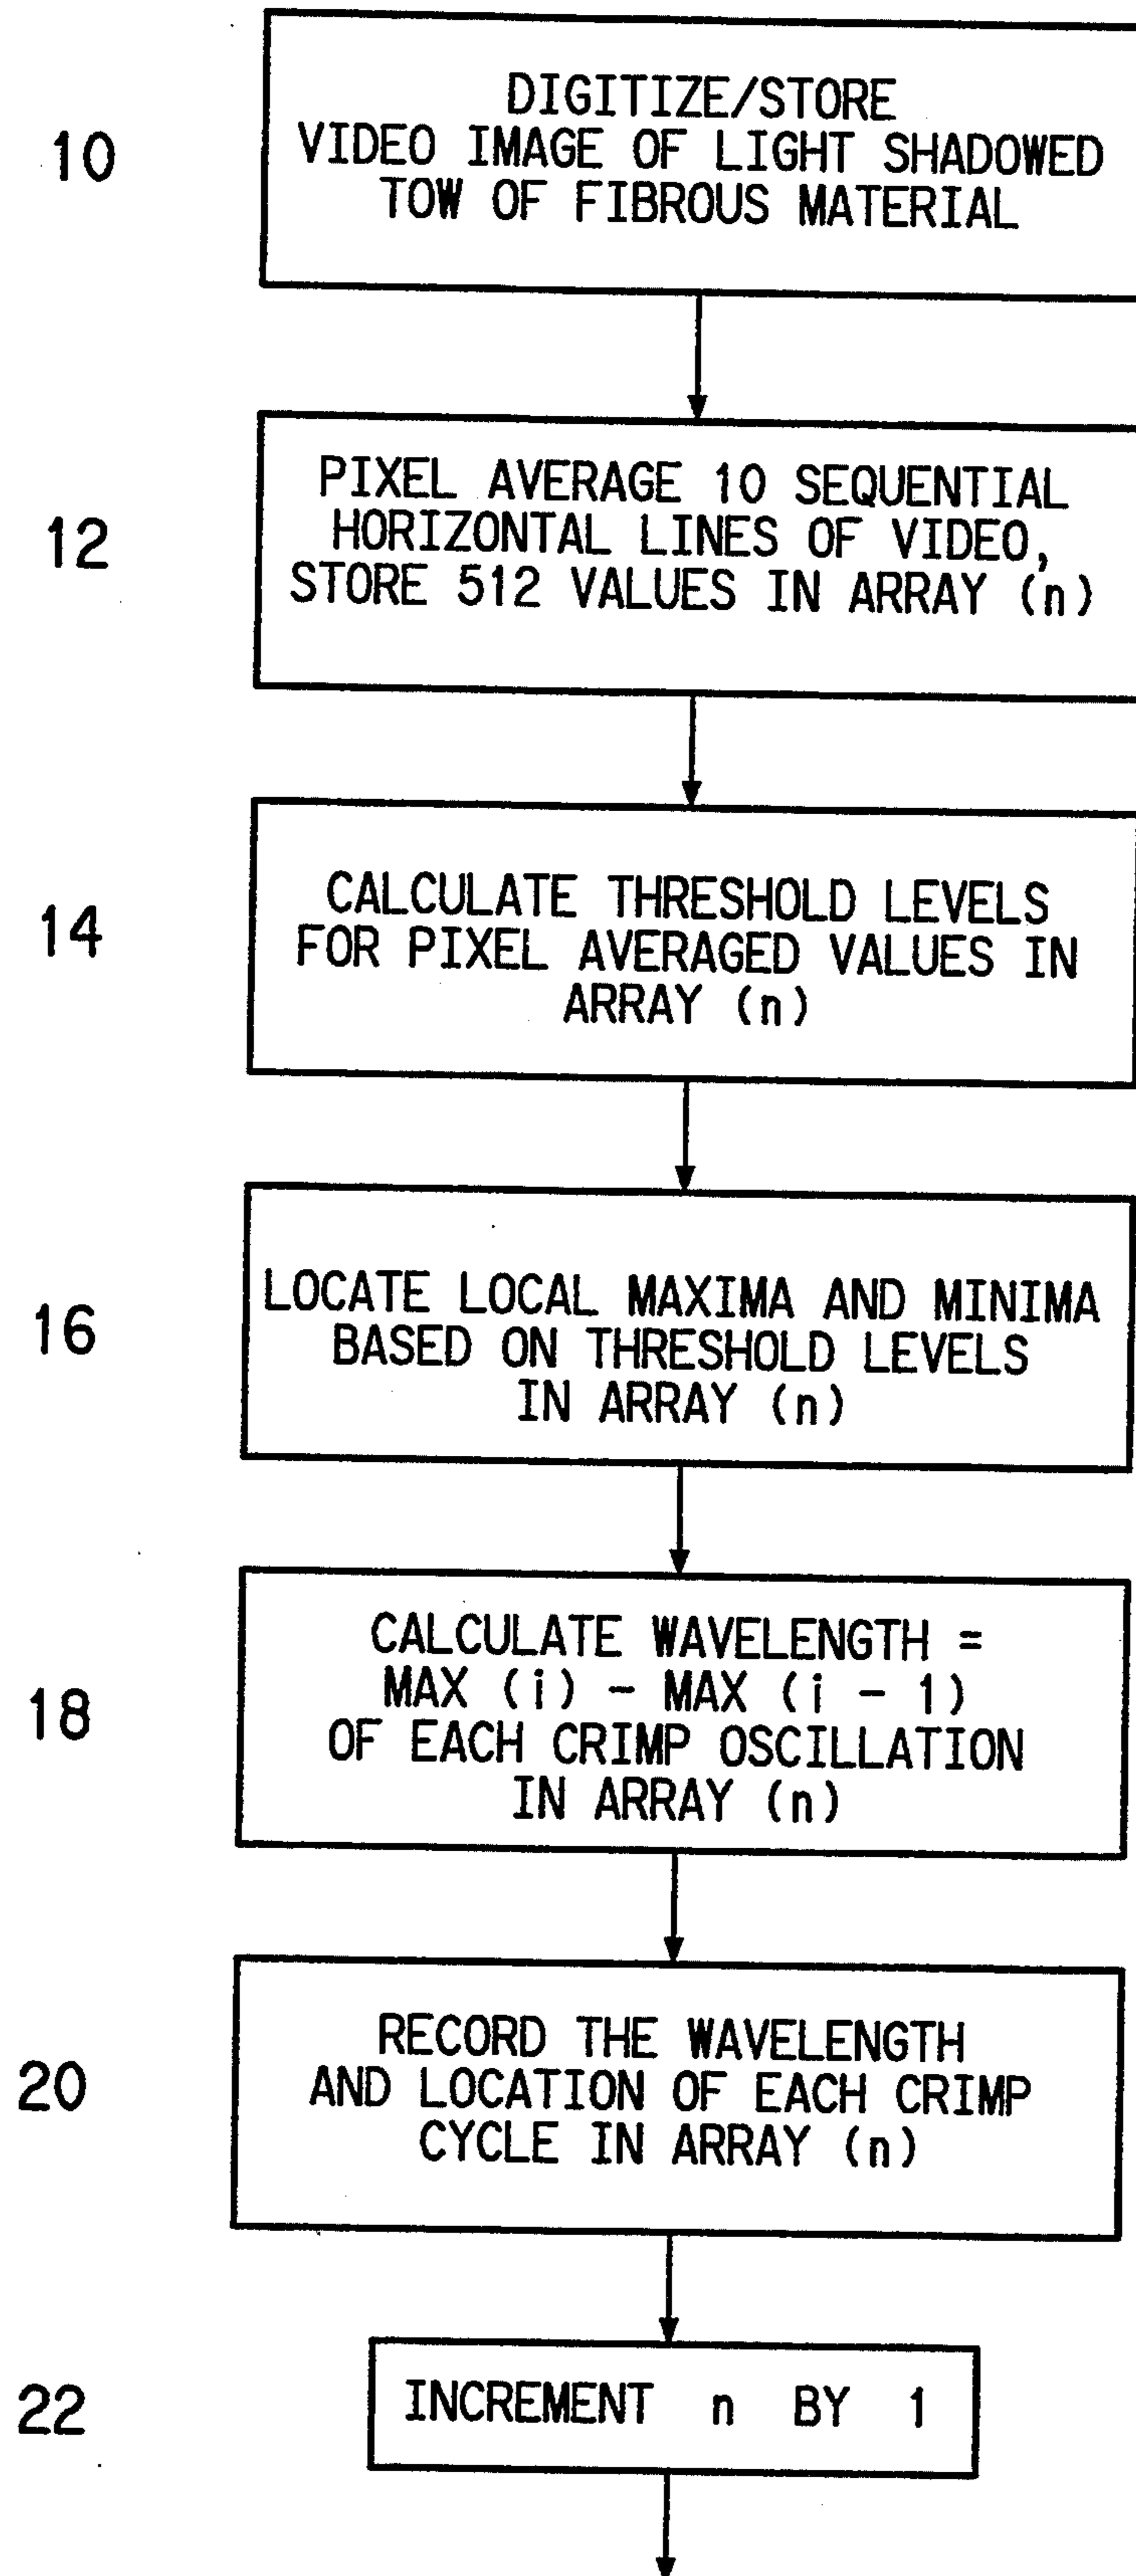 10
DIGITIZE/STORE
VIDEO IMAGE OF LIGHT SHADOWED
TOW OF FIBROUS MATERIAL
12
PIXEL AVERAGE 10 SEQUENTIAL
HORIZONTAL LINES OF VIDEO,
STORE 512 VALUES IN ARRAY (n)
14
CALCULATE THRESHOLD LEVELS
FOR PIXEL AVERAGED VALUES IN
ARRAY (n)
16
LOCATE LOCAL MAXIMA AND MINIMA
BASED ON THRESHOLD LEVELS
IN ARRAY (n)
18
CALCULATE WAVELENGTH =
MAX (i) - MAX (i - 1)
OF EACH CRIMP OSCILLATION
IN ARRAY (n)
20
RECORD THE WAVELENGTH
AND LOCATION OF EACH CRIMP
CYCLE IN ARRAY (n)
22
INCREMENT n BY 1